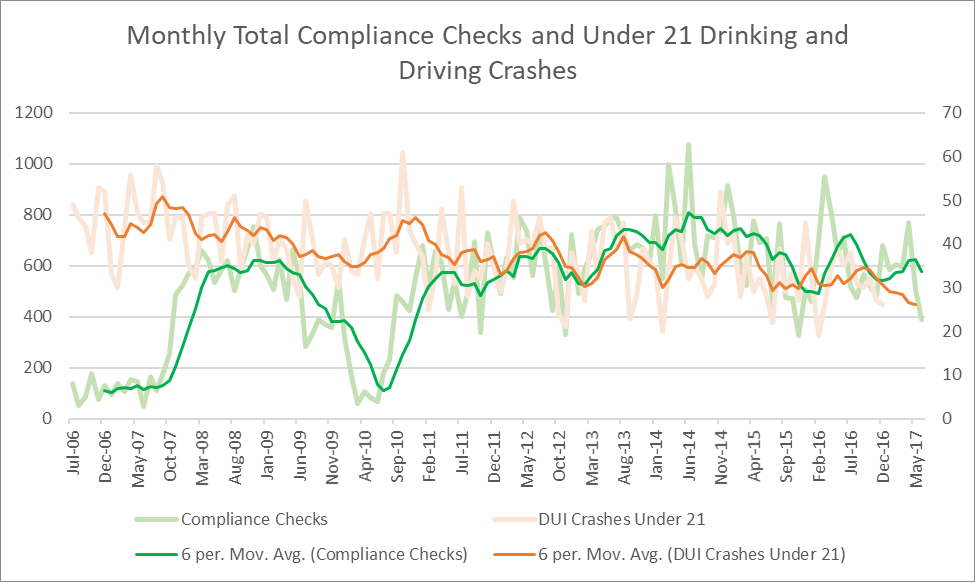 Monthly Total Compliance Checks and Under 21 Drinking and
Driving Crashes
1200
1000
800
600
400
200
0
70
60
50
40
30
20
10
0
Jul-06
Dec-06
May-07
Oct-07
Mar-08
Aug-08
Jan-09
Jun-09
Nov-09
Apr-10
Sep-10
Feb-11
Jul-11
Dec-11
May-12
Oct-12
Mar-13
Aug-13
Jan-14
Jun-14
Nov-14
Apr-15
Sep-15
Feb-16
Jul-16
Dec-16
May-17
Compliance Checks
DUI Crashes Under 21
6 per. Mov. Avg. (Compliance Checks)
6 per. Mov. Avg. (DUI Crashes Under 21)